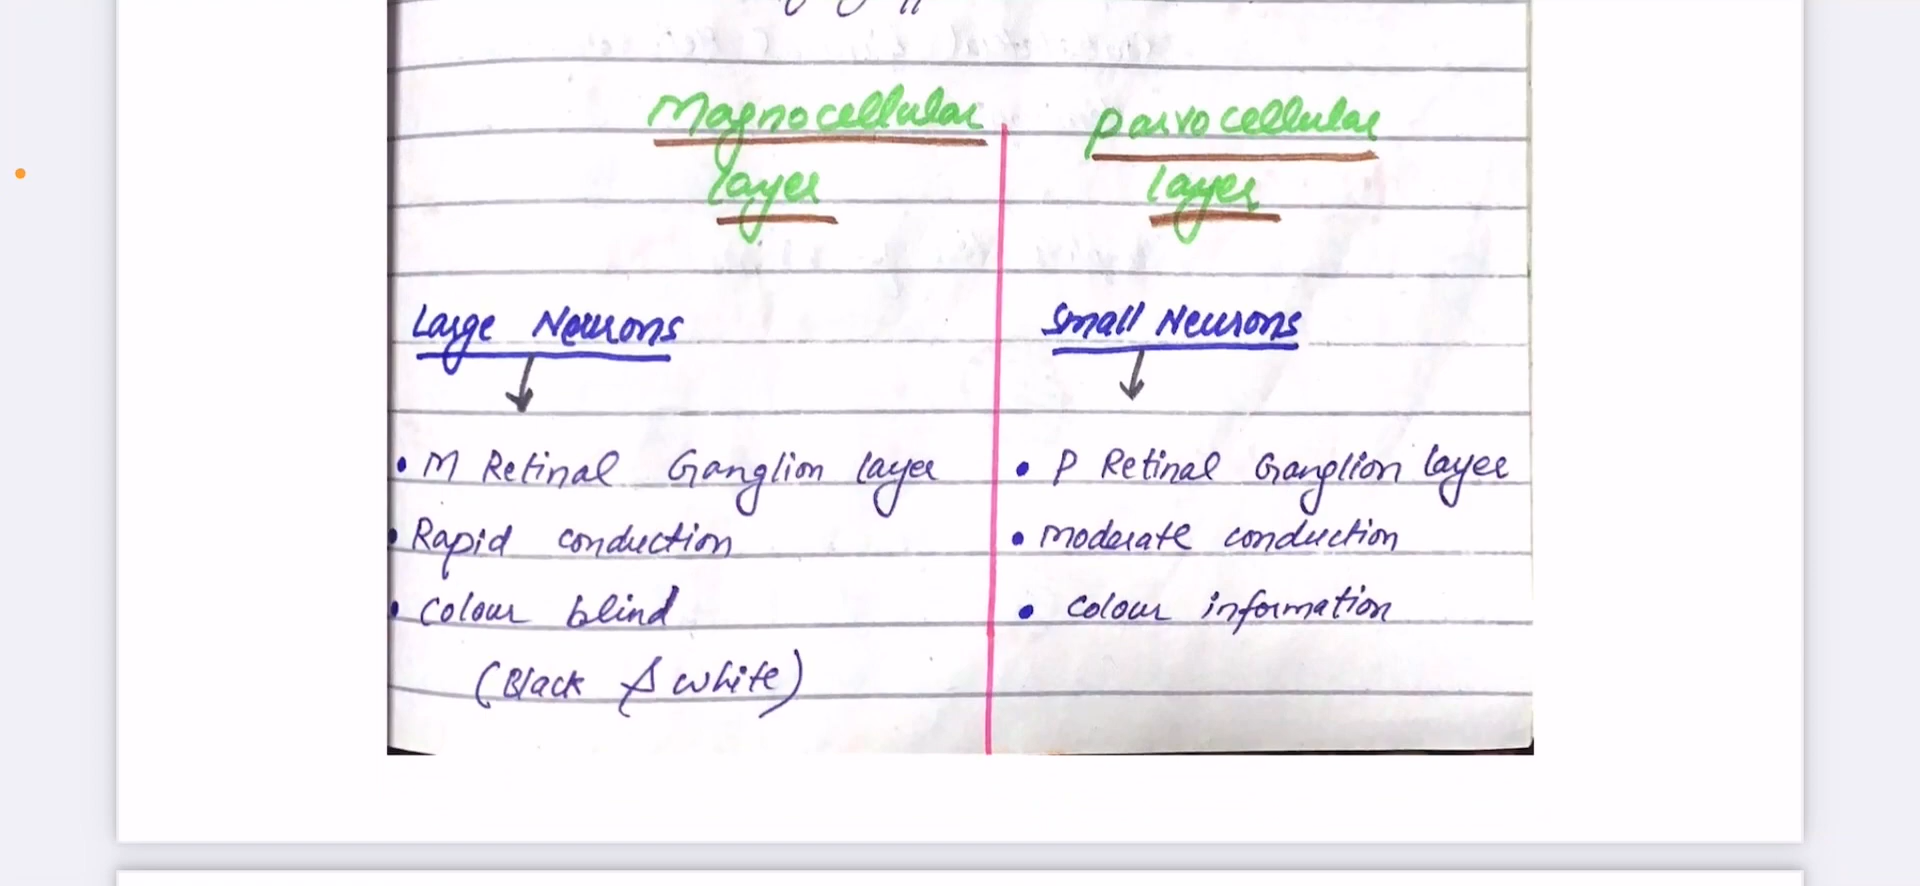 Magnocellular
layer
Parvocellular
layer
Large Neurons
• M Retinal Ganglion layer
• Rapid conduction
• Colour blind
(Black & white)
Small Neurons
• P Retinal Ganglion layer
• Moderate conduction
• Colour information